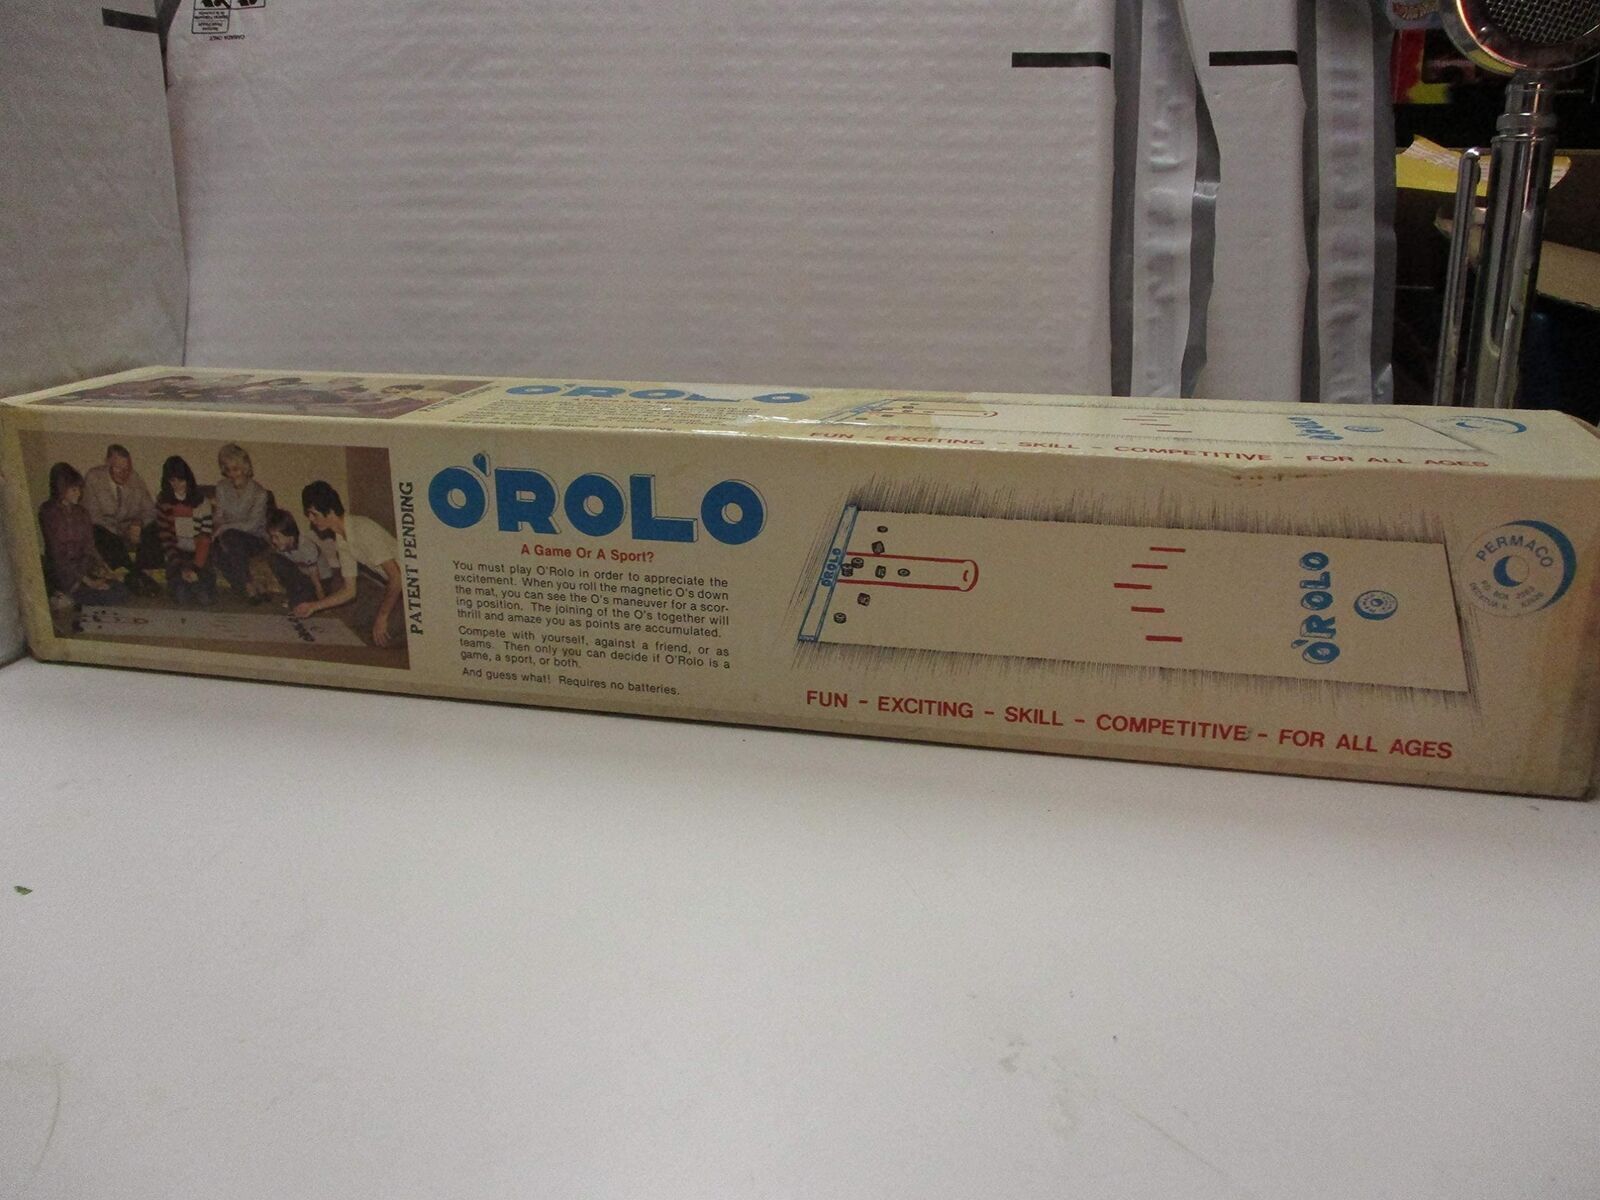 CANADA ONLY
O'ROLO
FUN - EXCITING - SKILL - COMPETITIVE - FOR ALL AGES
O'ROLO
PATENT PENDING
O'ROLO
A Game Or A Sport?
You must play O'Rolo in order to appreciate the
excitement. When you roll the magnetic O's down
the mat, you can see the O's maneuver for a scor-
ing position. The joining of the O's together will
thrill and amaze you as points are accumulated.
Compete with yourself, against a friend, or as
teams. Then only you can decide if O'Rolo is a
game, a sport, or both.
And guess what! Requires no batteries.
O'ROLO
O'ROLO
PERMACO
P.O. BOX
FUN - EXCITING - SKILL - COMPETITIVE - FOR ALL AGES